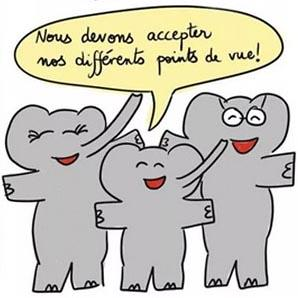 Nous devons accepter
nos différents points de vue!